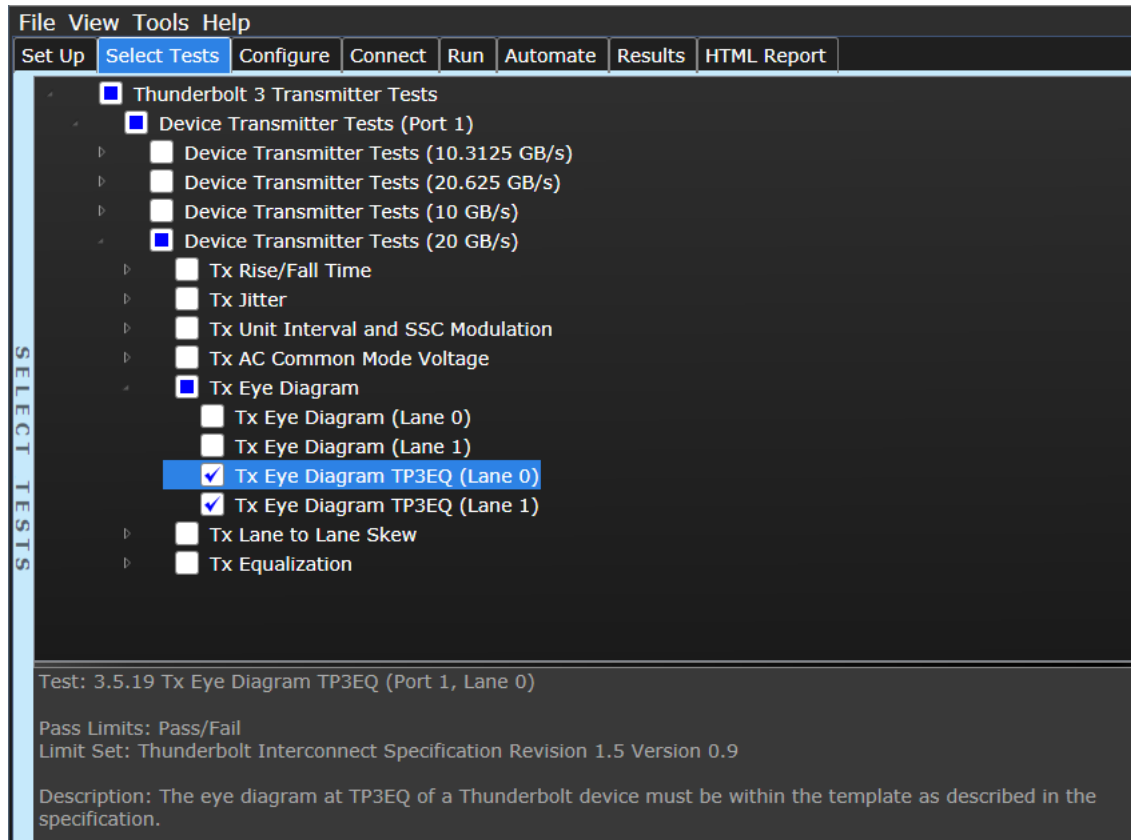 File View Tools Help
Set Up Select Tests Configure Connect Run Automate Results HTML Report
Thunderbolt 3 Transmitter Tests
Device Transmitter Tests (Port 1)
Device Transmitter Tests (10.3125 GB/s)
Device Transmitter Tests (20.625 GB/s)
Device Transmitter Tests (10 GB/s)
Device Transmitter Tests (20 GB/s)
Tx Rise/Fall Time
Tx Jitter
Tx Unit Interval and SSC Modulation
Tx AC Common Mode Voltage
Tx Eye Diagram
Tx Eye Diagram (Lane 0)
Tx Eye Diagram (Lane 1)
Tx Eye Diagram TP3EQ (Lane 0)
Tx Eye Diagram TP3EQ (Lane 1)
Tx Lane to Lane Skew
Tx Equalization
SELECT TESTS
Test: 3.5.19 Tx Eye Diagram TP3EQ (Port 1, Lane 0)
Pass Limits: Pass/Fail
Limit Set: Thunderbolt Interconnect Specification Revision 1.5 Version 0.9
Description: The eye diagram at TP3EQ of a Thunderbolt device must be within the template as described in the
specification.